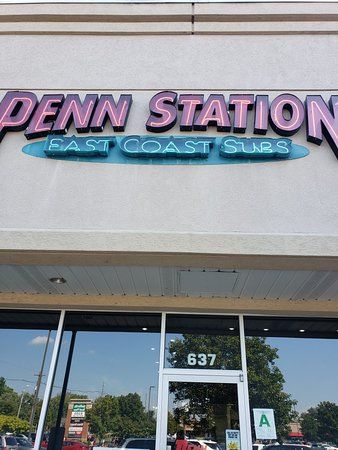 PENN STATION
EAST COAST SUBS
637
A